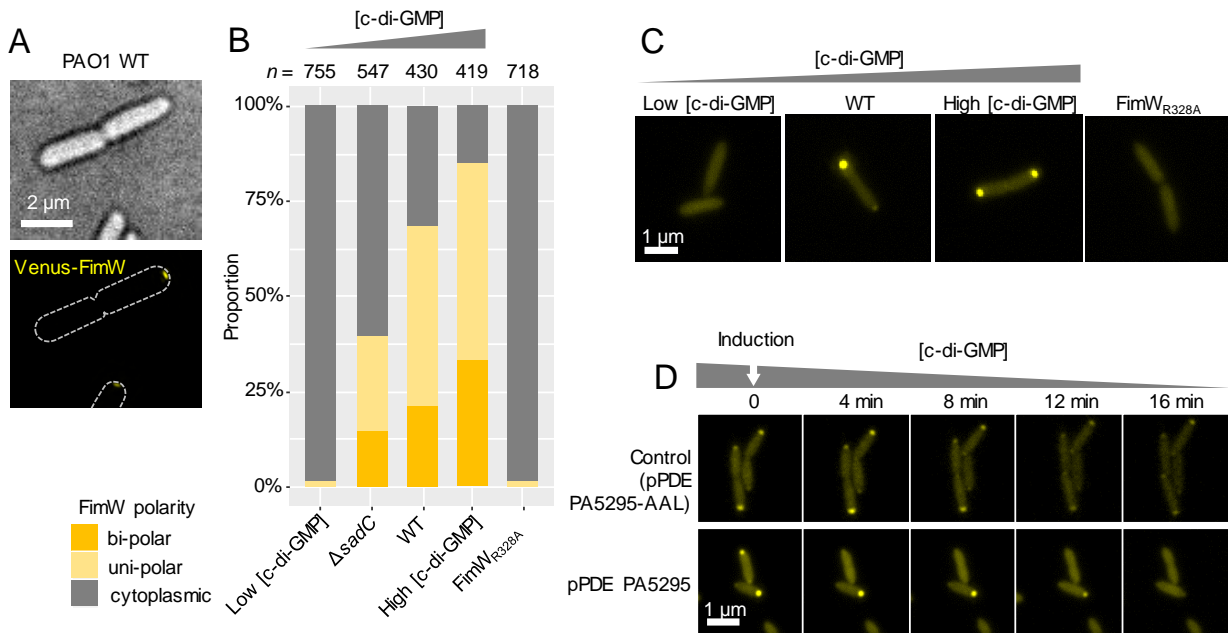 A
PAO1 WT
2 µm
Venus-FimW
B
[c-di-GMP]
n = 755 547 430 419 718
100%
75%
50%
25%
0%
Proportion
Low [c-di-GMP]
ΔsadC
WT
High [c-di-GMP]
FimWR328A
FimW polarity
bi-polar
uni-polar
cytoplasmic
C
[c-di-GMP]
Low [c-di-GMP] WT High [c-di-GMP] FimWR328A
1 µm
D
Induction
[c-di-GMP]
0 4 min 8 min 12 min 16 min
Control
(pPDE
PA5295-AAL)
pPDE PA5295
1 µm